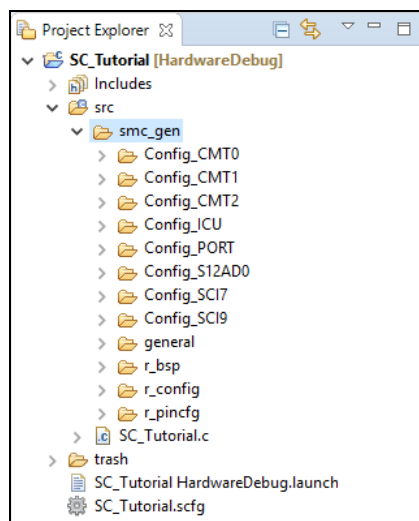 Project Explorer
SC_Tutorial [HardwareDebug]
Includes
src
smc_gen
Config_CMT0
Config_CMT1
Config_CMT2
Config_ICU
Config_PORT
Config_S12AD0
Config_SCI7
Config_SCI9
general
r_bsp
r_config
r_pincfg
SC_Tutorial.c
trash
SC_Tutorial HardwareDebug.launch
SC_Tutorial.scfg